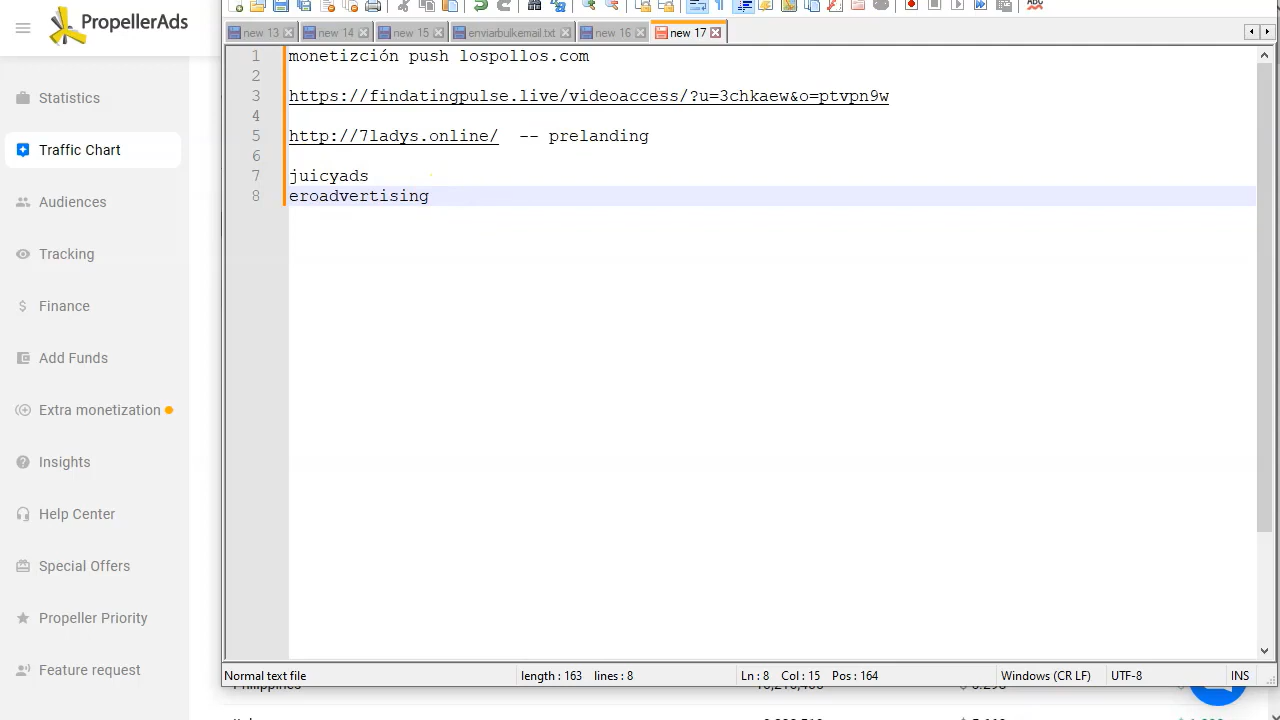 PropellerAds
Statistics
Traffic Chart
Audiences
Tracking
Finance
Add Funds
Extra monetization
Insights
Help Center
Special Offers
Propeller Priority
Feature request
new 13
new 14
new 15
enviarbulkemail.txt
new 16
new 17
1 monetizción push lospollos.com
2
3 https://findatingpulse.live/videoaccess/?u=3chkaew&o=ptvpn9w
4
5 http://7ladys.online/ -- prelanding
6
7 juicyads
8 eroadvertising
Normal text file
length : 163 lines : 8
Ln : 8 Col : 15 Pos : 164
Windows (CR LF)
UTF-8
INS
Philippines